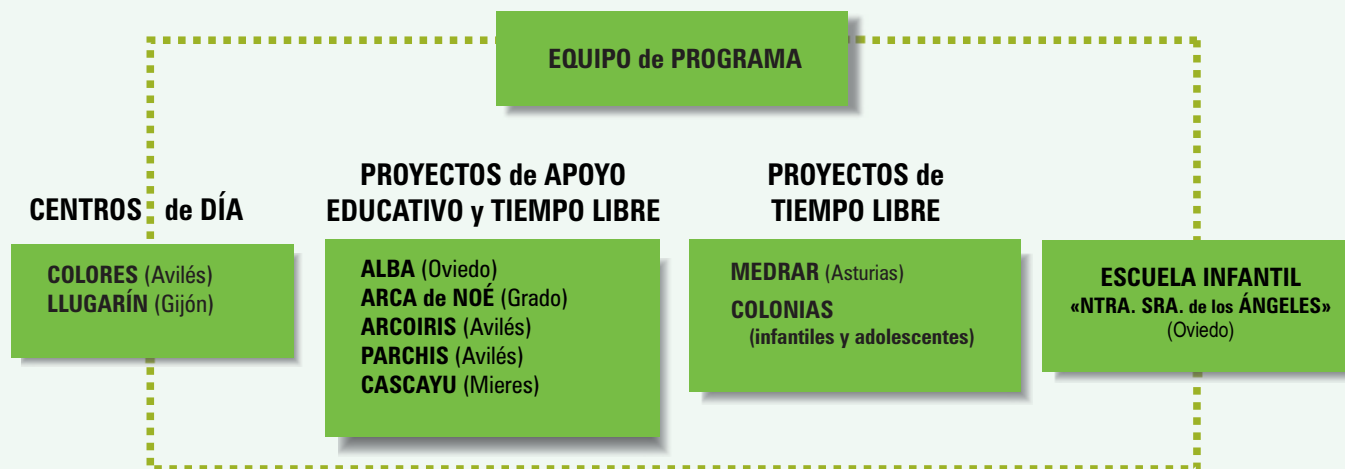 EQUIPO de PROGRAMA
CENTROS de DÍA
COLORES (Avilés)
LLUGARÍN (Gijón)
PROYECTOS de APOYO
EDUCATIVO y TIEMPO LIBRE
ALBA (Oviedo)
ARCA de NOÉ (Grado)
ARCOIRIS (Avilés)
PARCHIS (Avilés)
CASCAYU (Mieres)
PROYECTOS de
TIEMPO LIBRE
MEDRAR (Asturias)
COLONIAS
(infantiles y adolescentes)
ESCUELA INFANTIL
«NTRA. SRA. de los ÁNGELES»
(Oviedo)